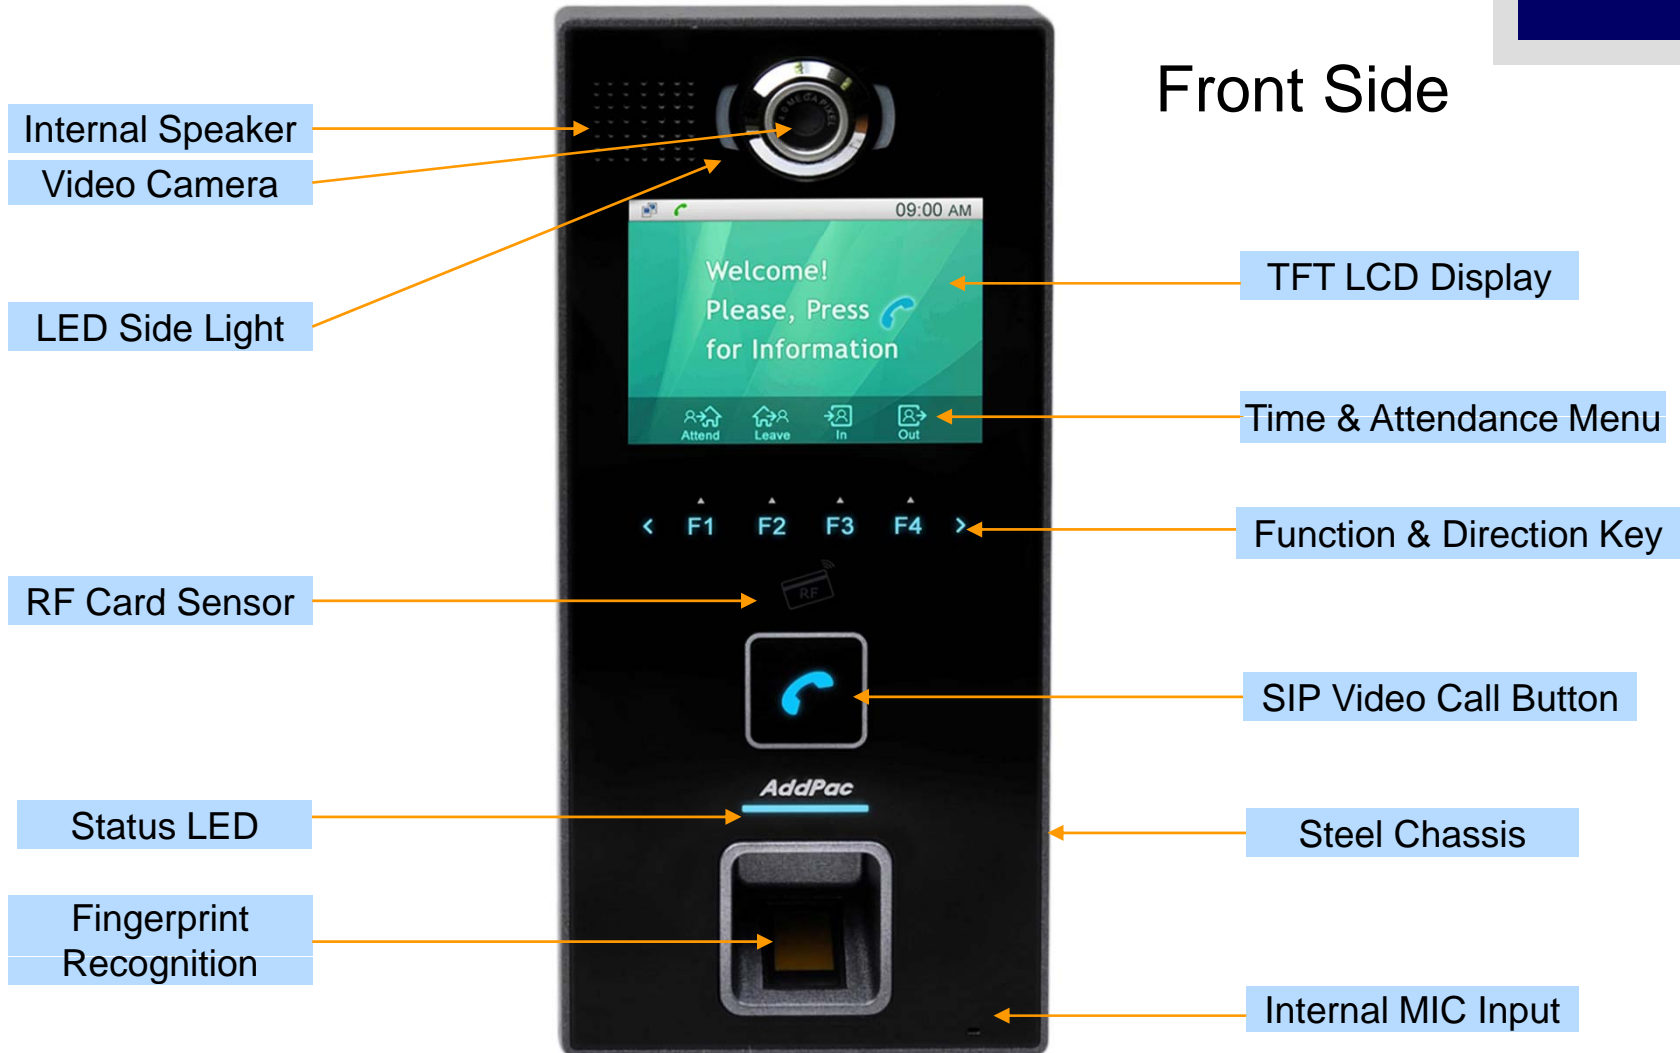 Front Side
Internal Speaker
Video Camera
LED Side Light
RF Card Sensor
Status LED
Fingerprint
Recognition
MEGA PIXEL
09:00 AM
Welcome!
Please, Press
for Information
Attend Leave In Out
< F1 F2 F3 F4 >
RF
AddPac
TFT LCD Display
Time & Attendance Menu
Function & Direction Key
SIP Video Call Button
Steel Chassis
Internal MIC Input